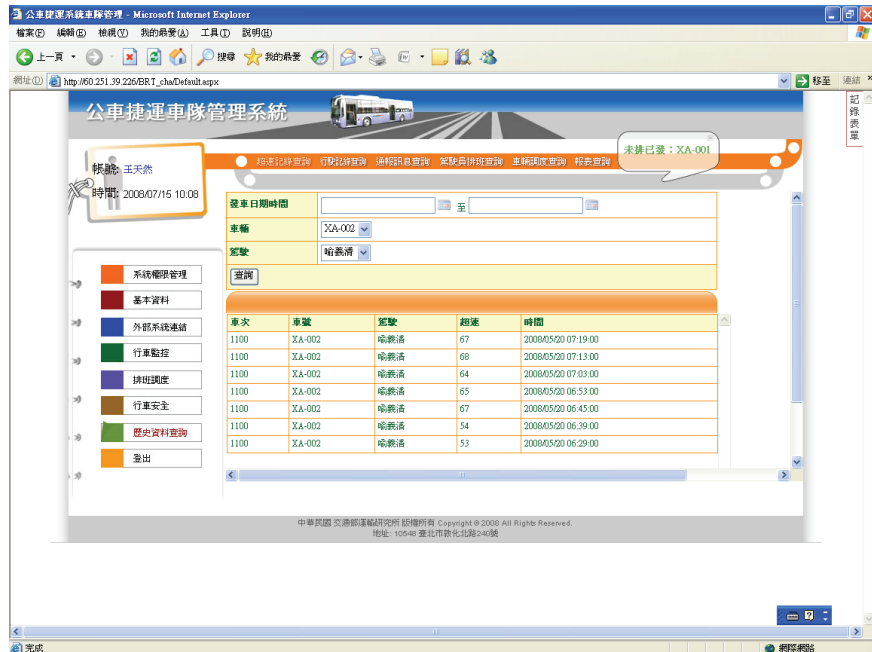 公車捷運系統車隊管理 - Microsoft Internet Explorer
檔案(F) 編輯(E) 檢視(V) 我的最愛(A) 工具(T) 說明(H)
上一頁 搜尋 我的最愛
網址(D) http://60.251.39.226/BRT_cha/Default.aspx 移至 連結
公車捷運車隊管理系統
記錄表單
未排已發：XA-001
帳號: 王天然
時間: 2008/07/15 10:08
超速記錄查詢 行駛記錄查詢 通報訊息查詢 駕駛員排班查詢 車輛調度查詢 報表查詢
發車日期時間 至
車輛 XA-002
駕駛 喻義潘
查詢
系統權限管理
基本資料
外部系統連結
行車監控
排班調度
行車安全
歷史資料查詢
登出
車次 車號 駕駛 超速 時間
1100 XA-002 喻義潘 67 2008/05/20 07:19:00
1100 XA-002 喻義潘 68 2008/05/20 07:13:00
1100 XA-002 喻義潘 64 2008/05/20 07:03:00
1100 XA-002 喻義潘 65 2008/05/20 06:53:00
1100 XA-002 喻義潘 67 2008/05/20 06:45:00
1100 XA-002 喻義潘 54 2008/05/20 06:39:00
1100 XA-002 喻義潘 53 2008/05/20 06:29:00
中華民國 交通部運輸研究所 版權所有 Copyright @ 2008 All Rights Reserved.
地址: 10548 臺北市敦化北路240號
完成 網際網路